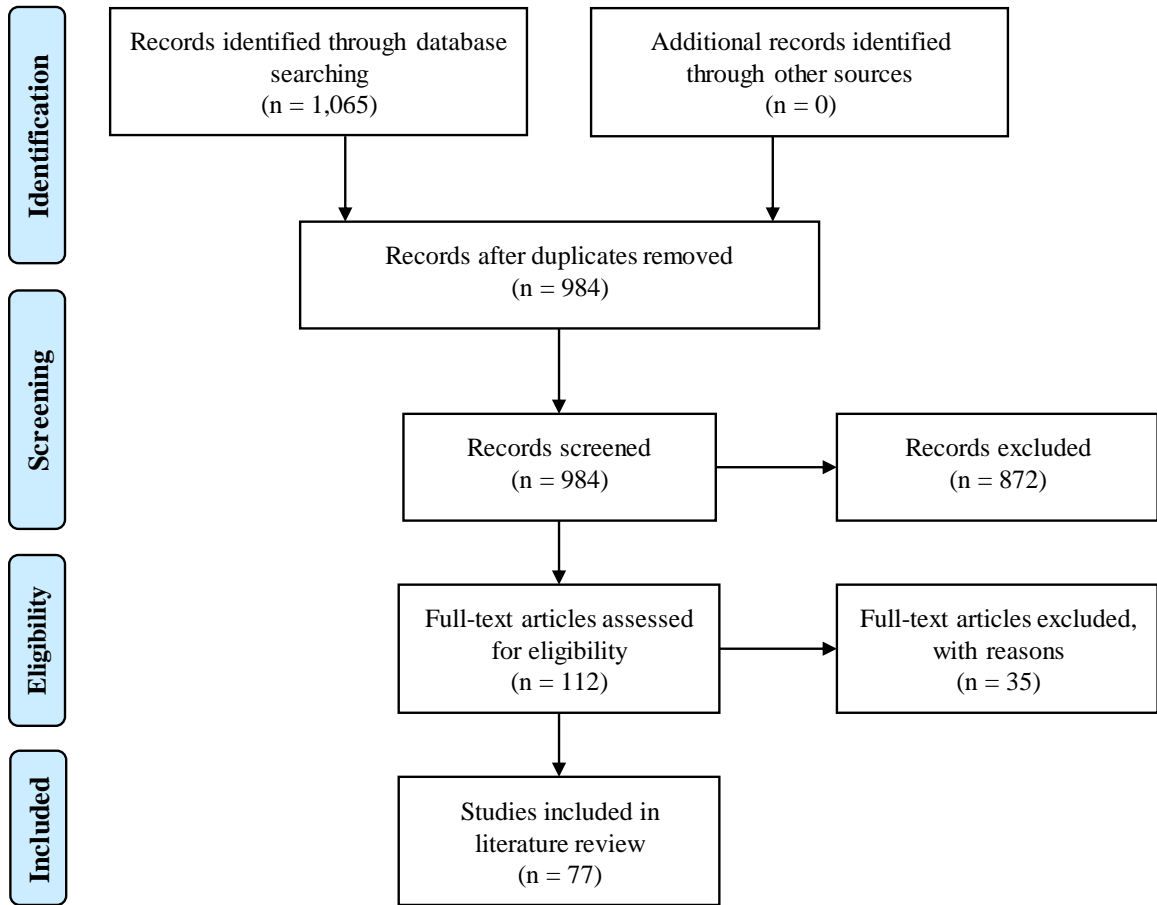 Identification
Records identified through database
searching
(n = 1,065)
Additional records identified
through other sources
(n = 0)
Records after duplicates removed
(n = 984)
Screening
Records screened
(n = 984)
Records excluded
(n = 872)
Eligibility
Full-text articles assessed
for eligibility
(n = 112)
Full-text articles excluded,
with reasons
(n = 35)
Included
Studies included in
literature review
(n = 77)